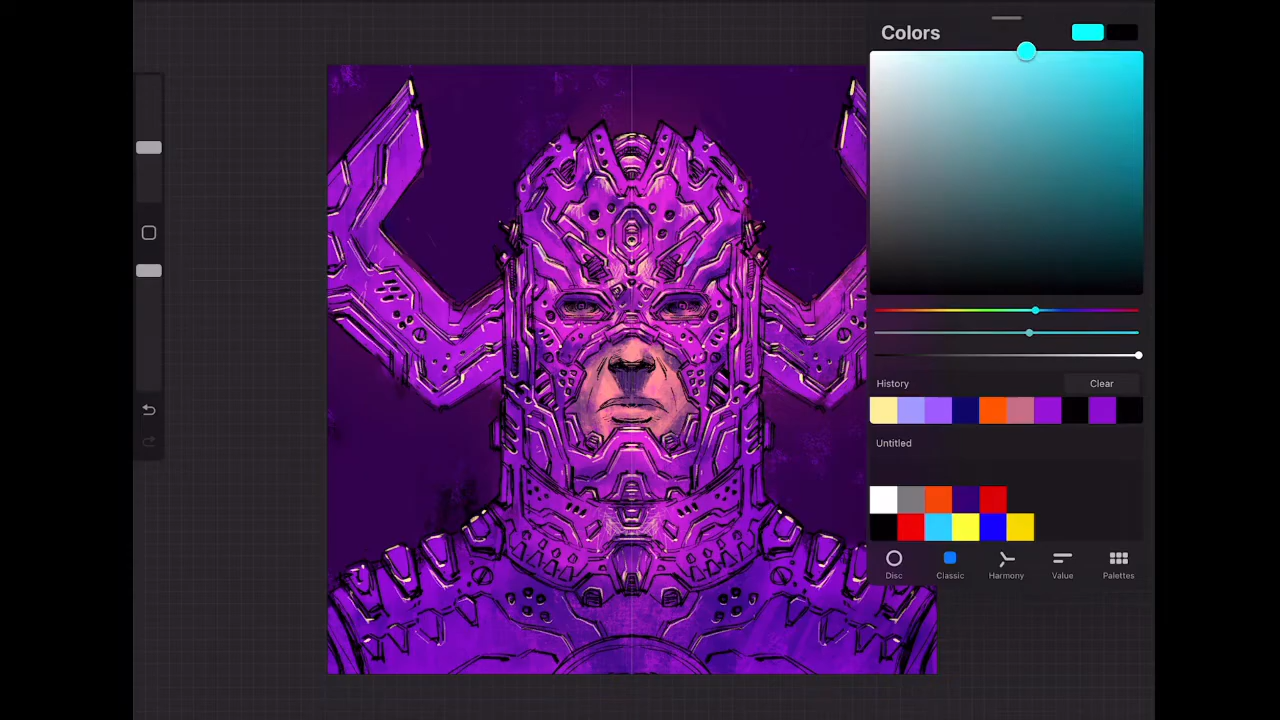 Colors
History
Clear
Untitled
Disc
Classic
Harmony
Value
Palettes